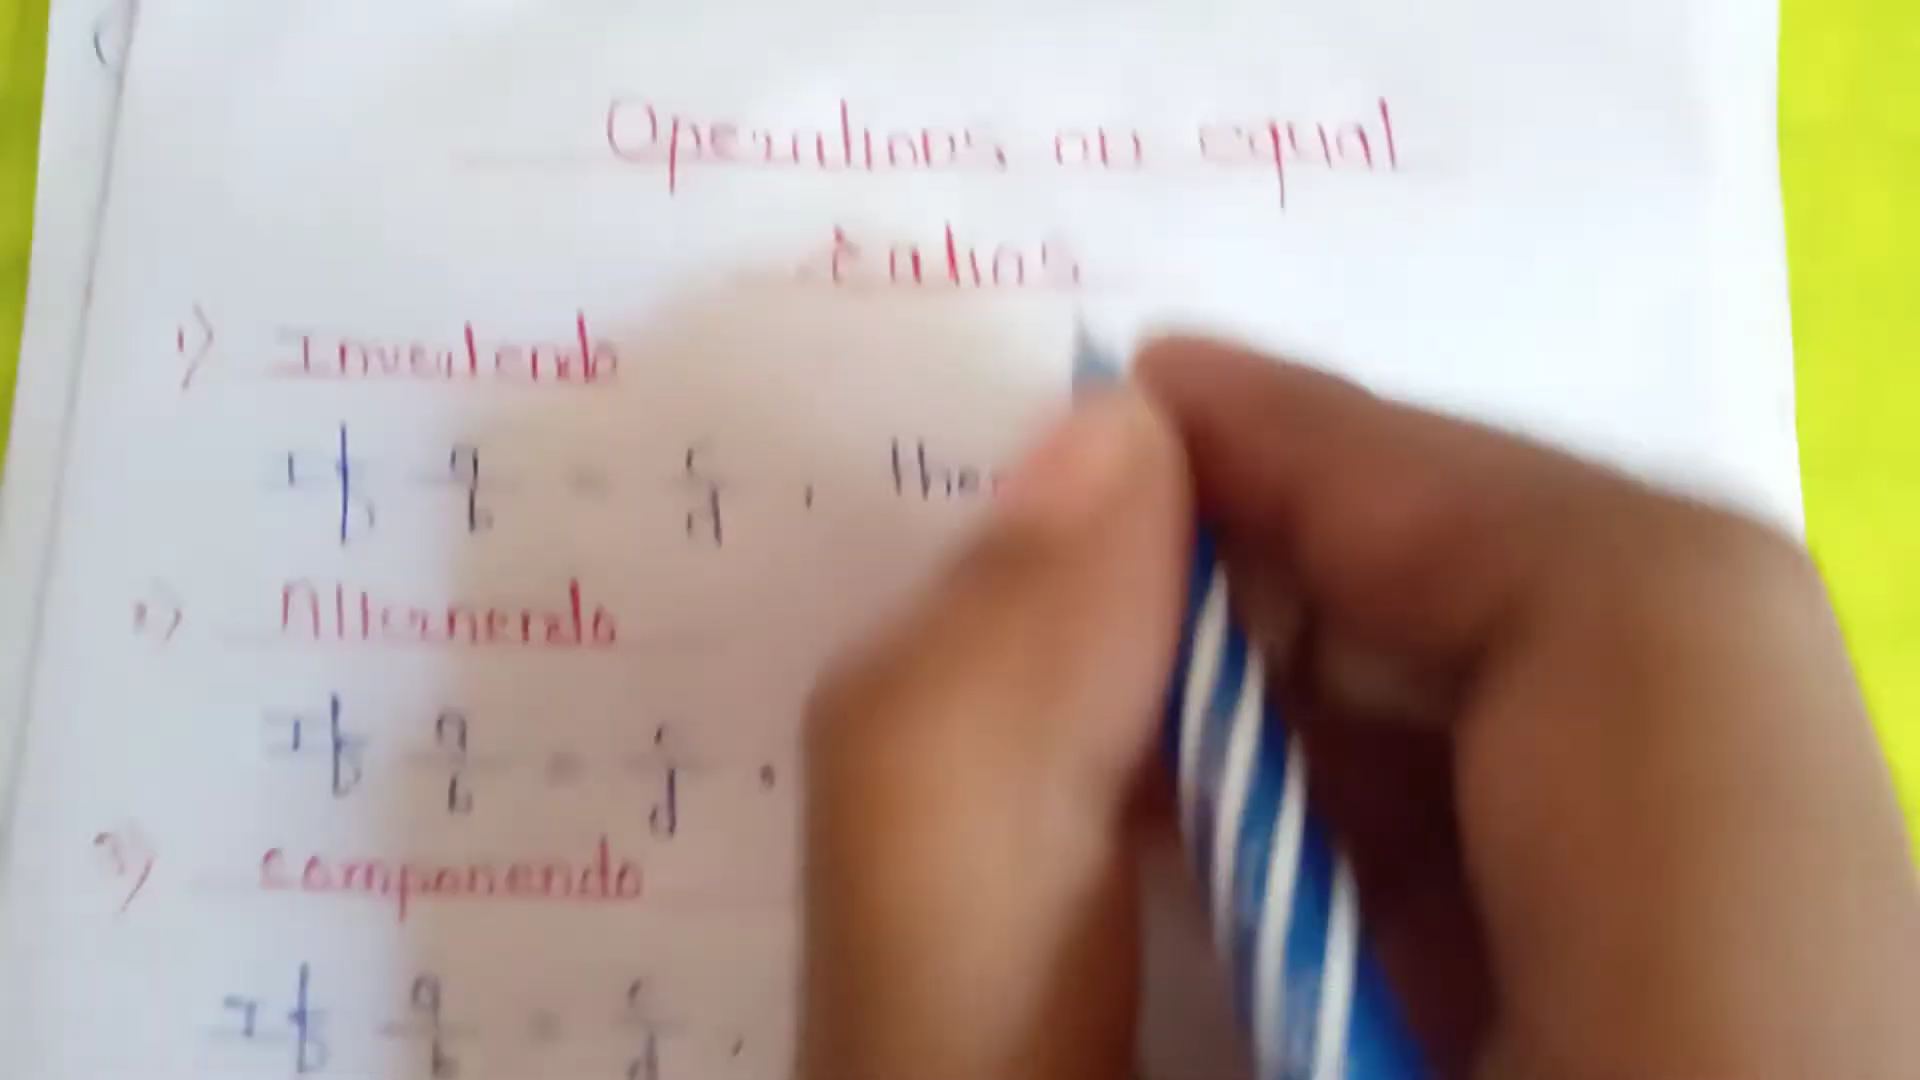 Operations on equal
ratios
1) Invertendo
If a/b = c/d , then
2) Alternendo
If a/b = c/d ,
3) componendo
If a/b = c/d ,